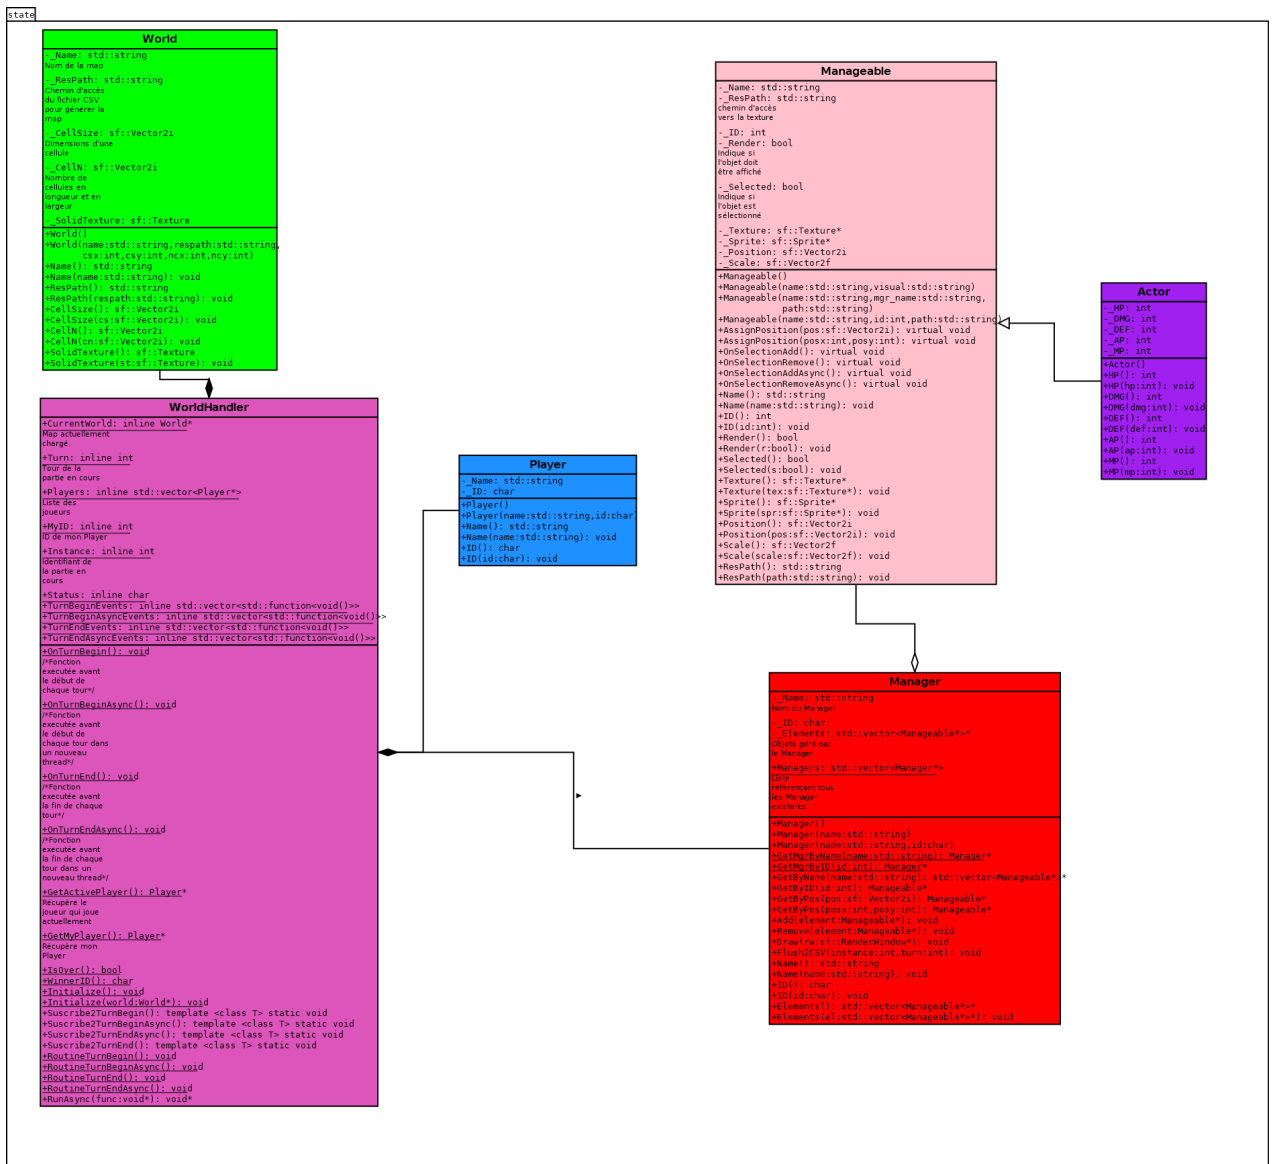 state
World
-_Name: std::string
Nom de la map
-_ResPath: std::string
Chemin d'accès
du fichier CSV
pour générer la
map
-_CellSize: sf::Vector2i
Dimensions d'une
cellule
-_CellN: sf::Vector2i
Nombre de
cellules en
longueur et en
largeur
-_SolidTexture: sf::Texture
+World()
+World(name:std::string,respath:std::string,
csx:int,csy:int,ncx:int,ncy:int)
+Name(): std::string
+Name(name:std::string): void
+ResPath(): std::string
+ResPath(respath:std::string): void
+CellSize(): sf::Vector2i
+CellSize(cs:sf::Vector2i): void
+CellN(): sf::Vector2i
+CellN(cn:sf::Vector2i): void
+SolidTexture(): sf::Texture
+SolidTexture(st:sf::Texture): void
WorldHandler
+CurrentWorld: inline World*
Map actuellement
chargé.
+Turn: inline int
Tour de la
partie en cours
+Players: inline std::vector<Player*>
Liste des
joueurs
+MyID: inline int
ID de mon Player
+Instance: inline int
Identifiant de
la partie en
cours
+Status: inline char
+TurnBeginEvents: inline std::vector<std::function<void()>>
+TurnBeginAsyncEvents: inline std::vector<std::function<void()>>
+TurnEndEvents: inline std::vector<std::function<void()>>
+TurnEndAsyncEvents: inline std::vector<std::function<void()>>
+OnTurnBegin(): void
/*Fonction
executée avant
le début de
chaque tour*/
+OnTurnBeginAsync(): void
/*Fonction
executée avant
le début de
chaque tour dans
un nouveau
thread*/
+OnTurnEnd(): void
/*Fonction
executée avant
la fin de chaque
tour*/
+OnTurnEndAsync(): void
/*Fonction
executée avant
la fin de chaque
tour dans un
nouveau thread*/
+GetActivePlayer(): Player*
Récupère le
joueur qui joue
actuellement
+GetMyPlayer(): Player*
Récupère mon
Player
+IsOver(): bool
+WinnerID(): char
+Initialize(): void
+Initialize(world:World*): void
+Suscribe2TurnBegin(): template <class T> static void
+Suscribe2TurnBeginAsync(): template <class T> static void
+Suscribe2TurnEndAsync(): template <class T> static void
+Suscribe2TurnEnd(): template <class T> static void
+RoutineTurnBegin(): void
+RoutineTurnBeginAsync(): void
+RoutineTurnEnd(): void
+RoutineTurnEndAsync(): void
+RunAsync(func:void*): void*
Player
-_Name: std::string
-_ID: char
+Player()
+Player(name:std::string,id:char)
+Name(): std::string
+Name(name:std::string): void
+ID(): char
+ID(id:char): void
Manageable
-_Name: std::string
-_ResPath: std::string
chemin d'accès
vers la texture
-_ID: int
-_Render: bool
Indique si
l'objet doit
être affiché
-_Selected: bool
Indique si
l'objet est
sélectionné
-_Texture: sf::Texture*
-_Sprite: sf::Sprite*
-_Position: sf::Vector2i
-_Scale: sf::Vector2f
+Manageable()
+Manageable(name:std::string,visual:std::string)
+Manageable(name:std::string,mgr_name:std::string,
path:std::string)
+Manageable(name:std::string,id:int,path:std::string)
+AssignPosition(pos:sf::Vector2i): virtual void
+AssignPosition(posx:int,posy:int): virtual void
+OnSelectionAdd(): virtual void
+OnSelectionRemove(): virtual void
+OnSelectionAddAsync(): virtual void
+OnSelectionRemoveAsync(): virtual void
+Name(): std::string
+Name(name:std::string): void
+ID(): int
+ID(id:int): void
+Render(): bool
+Render(r:bool): void
+Selected(): bool
+Selected(s:bool): void
+Texture(): sf::Texture*
+Texture(tex:sf::Texture*): void
+Sprite(): sf::Sprite*
+Sprite(spr:sf::Sprite*): void
+Position(): sf::Vector2i
+Position(pos:sf::Vector2i): void
+Scale(): sf::Vector2f
+Scale(scale:sf::Vector2f): void
+ResPath(): std::string
+ResPath(path:std::string): void
Actor
-_HP: int
-_DMG: int
-_DEF: int
-_AP: int
-_MP: int
+Actor()
+HP(): int
+HP(hp:int): void
+DMG(): int
+DMG(dmg:int): void
+DEF(): int
+DEF(def:int): void
+AP(): int
+AP(ap:int): void
+MP(): int
+MP(mp:int): void
Manager
-_Name: std::string
Nom du Manager
-_ID: char
-_Elements: std::vector<Manageable*>*
Objets géré par
le Manager
+Managers: std::vector<Manager*>
Liste
référençant tous
les Manager
existants
+Manager()
+Manager(name:std::string)
+Manager(name:std::string,id:char)
+GetMgrByName(name:std::string): Manager*
+GetMgrByID(id:int): Manager*
+GetByName(name:std::string): std::vector<Manageable*>*
+GetByID(id:int): Manageable*
+GetByPos(pos:sf::Vector2i): Manageable*
+GetByPos(posx:int,posy:int): Manageable*
+Add(element:Manageable*): void
+Remove(element:Manageable*): void
+Draw(rw:sf::RenderWindow*): void
+Flush2CSV(instance:int,turn:int): void
+Name(): std::string
+Name(name:std::string): void
+ID(): char
+ID(id:char): void
+Elements(): std::vector<Manageable*>*
+Elements(el:std::vector<Manageable*>*): void